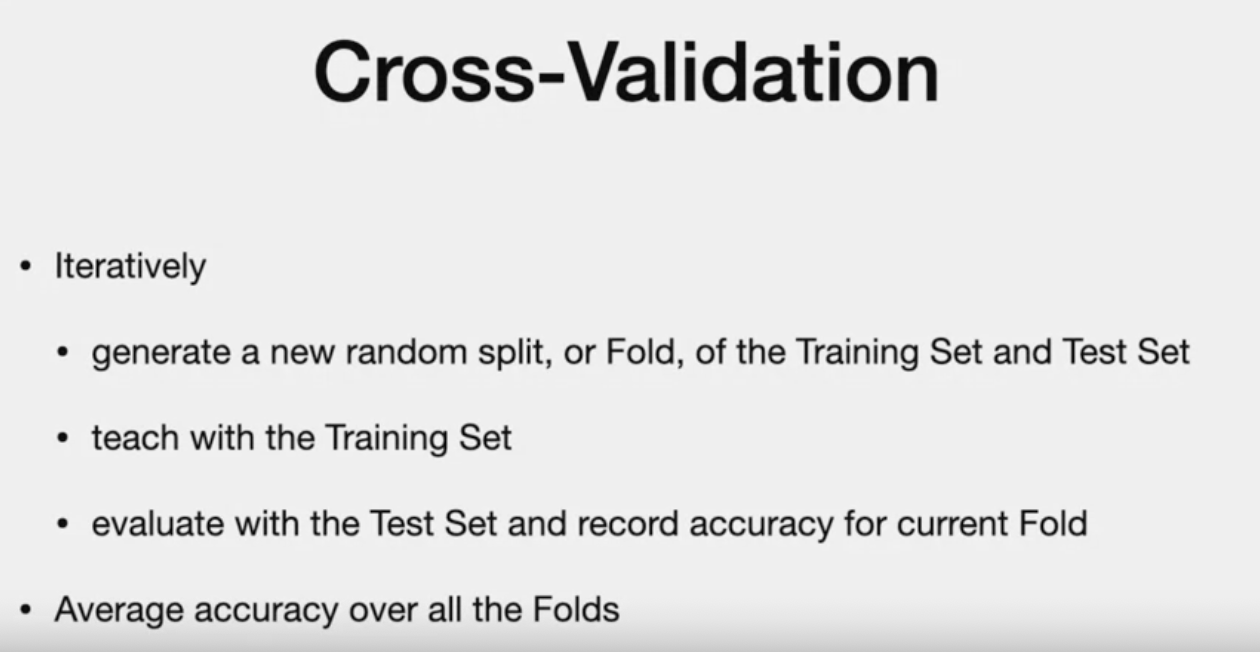 Cross-Validation
• Iteratively
• generate a new random split, or Fold, of the Training Set and Test Set
• teach with the Training Set
• evaluate with the Test Set and record accuracy for current Fold
• Average accuracy over all the Folds